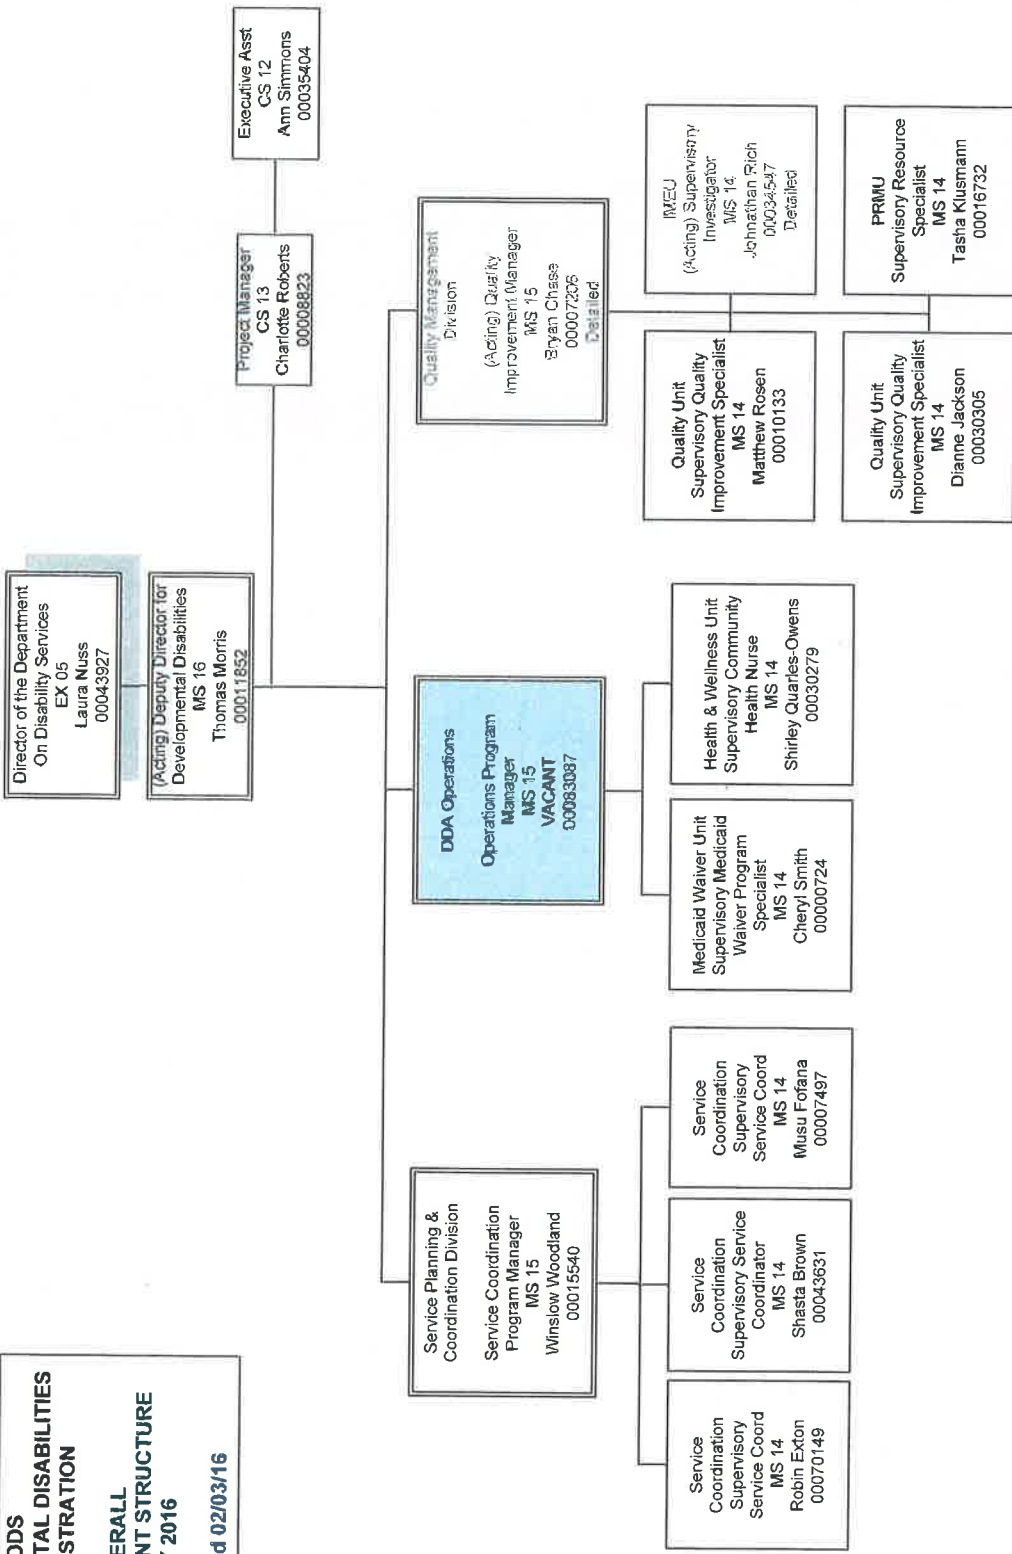 DDS
TAL DISABILITIES
STRATION
ERALL
NT STRUCTURE
2016
d 02/03/16
Director of the Department
On Disability Services
EX 05
Laura Nuss
00043927
(Acting) Deputy Director for
Developmental Disabilities
MS 16
Thomas Morris
00011852
Project Manager
CS 13
Charlotte Roberts
00008823
Executive Asst
CS 12
Ann Simmons
00035404
Service Planning &
Coordination Division
Service Coordination
Program Manager
MS 15
Winslow Woodland
00015540
DDA Operations
Operations Program
Manager
MS 15
VACANT
00083087
Quality Management
Division
(Acting) Quality
Improvement Manager
MS 15
Bryan Chase
00007206
Detailed
Service
Coordination
Supervisory
Service Coord
MS 14
Robin Exton
00070149
Service
Coordination
Supervisory Service
Coordinator
MS 14
Shasta Brown
00043631
Service
Coordination
Supervisory
Service Coord
MS 14
Musu Fofana
00007497
Medicaid Waiver Unit
Supervisory Medicaid
Waiver Program
Specialist
MS 14
Cheryl Smith
00000724
Health & Wellness Unit
Supervisory Community
Health Nurse
MS 14
Shirley Quarles-Owens
00030279
Quality Unit
Supervisory Quality
Improvement Specialist
MS 14
Matthew Rosen
00010133
IMEU
(Acting) Supervisory
Investigator
MS 14
Johnathan Rich
00034547
Detailed
Quality Unit
Supervisory Quality
Improvement Specialist
MS 14
Dianne Jackson
00030305
PRMU
Supervisory Resource
Specialist
MS 14
Tasha Klusmann
00016732